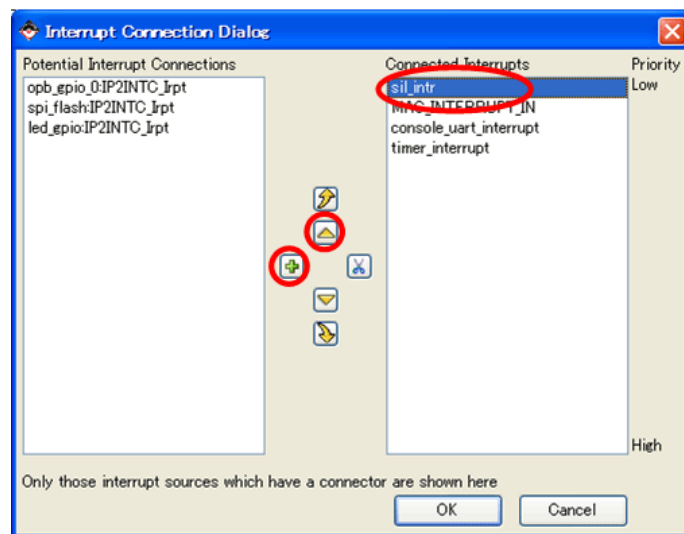 Interrupt Connection Dialog
Potential Interrupt Connections
opb_gpio_0:IP2INTC_Irpt
spi_flash:IP2INTC_Irpt
led_gpio:IP2INTC_Irpt
Connected Interrupts
sil_intr
MAC_INTERRUPT_IN
console_uart_interrupt
timer_interrupt
Priority
Low
High
Only those interrupt sources which have a connector are shown here
OK
Cancel